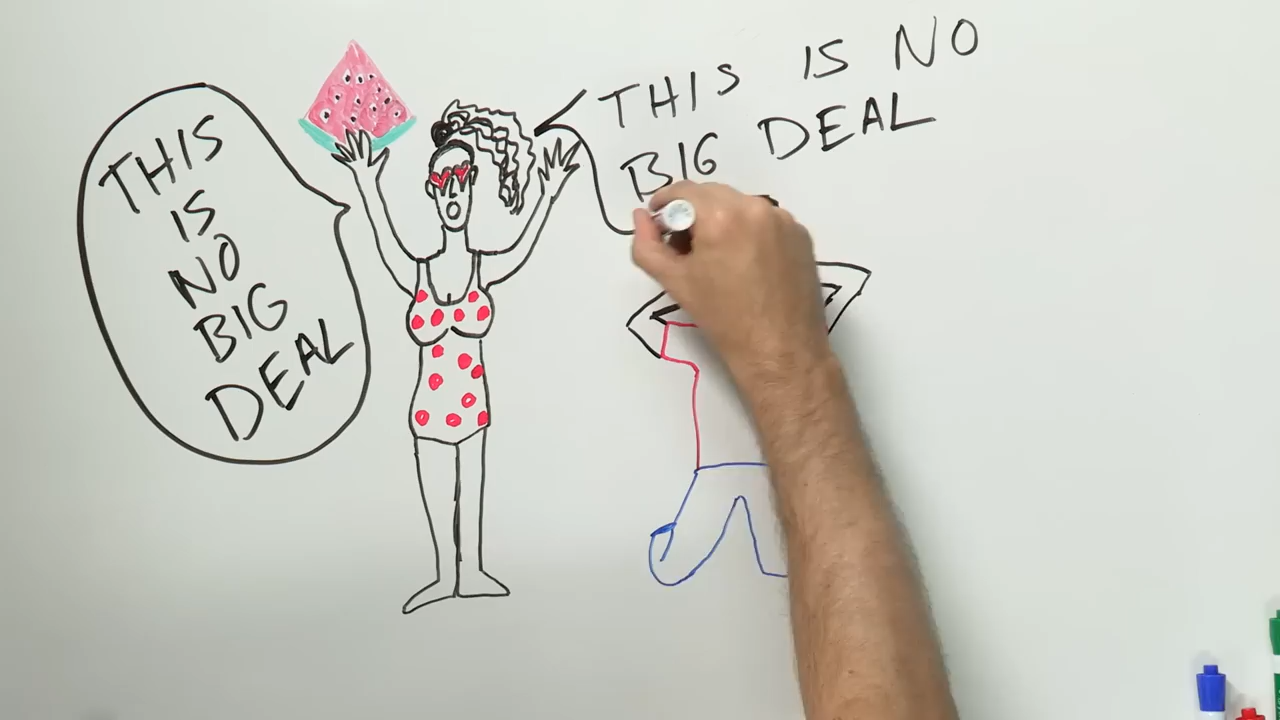 THIS
IS
NO
BIG
DEAL
THIS IS NO
BIG DEAL